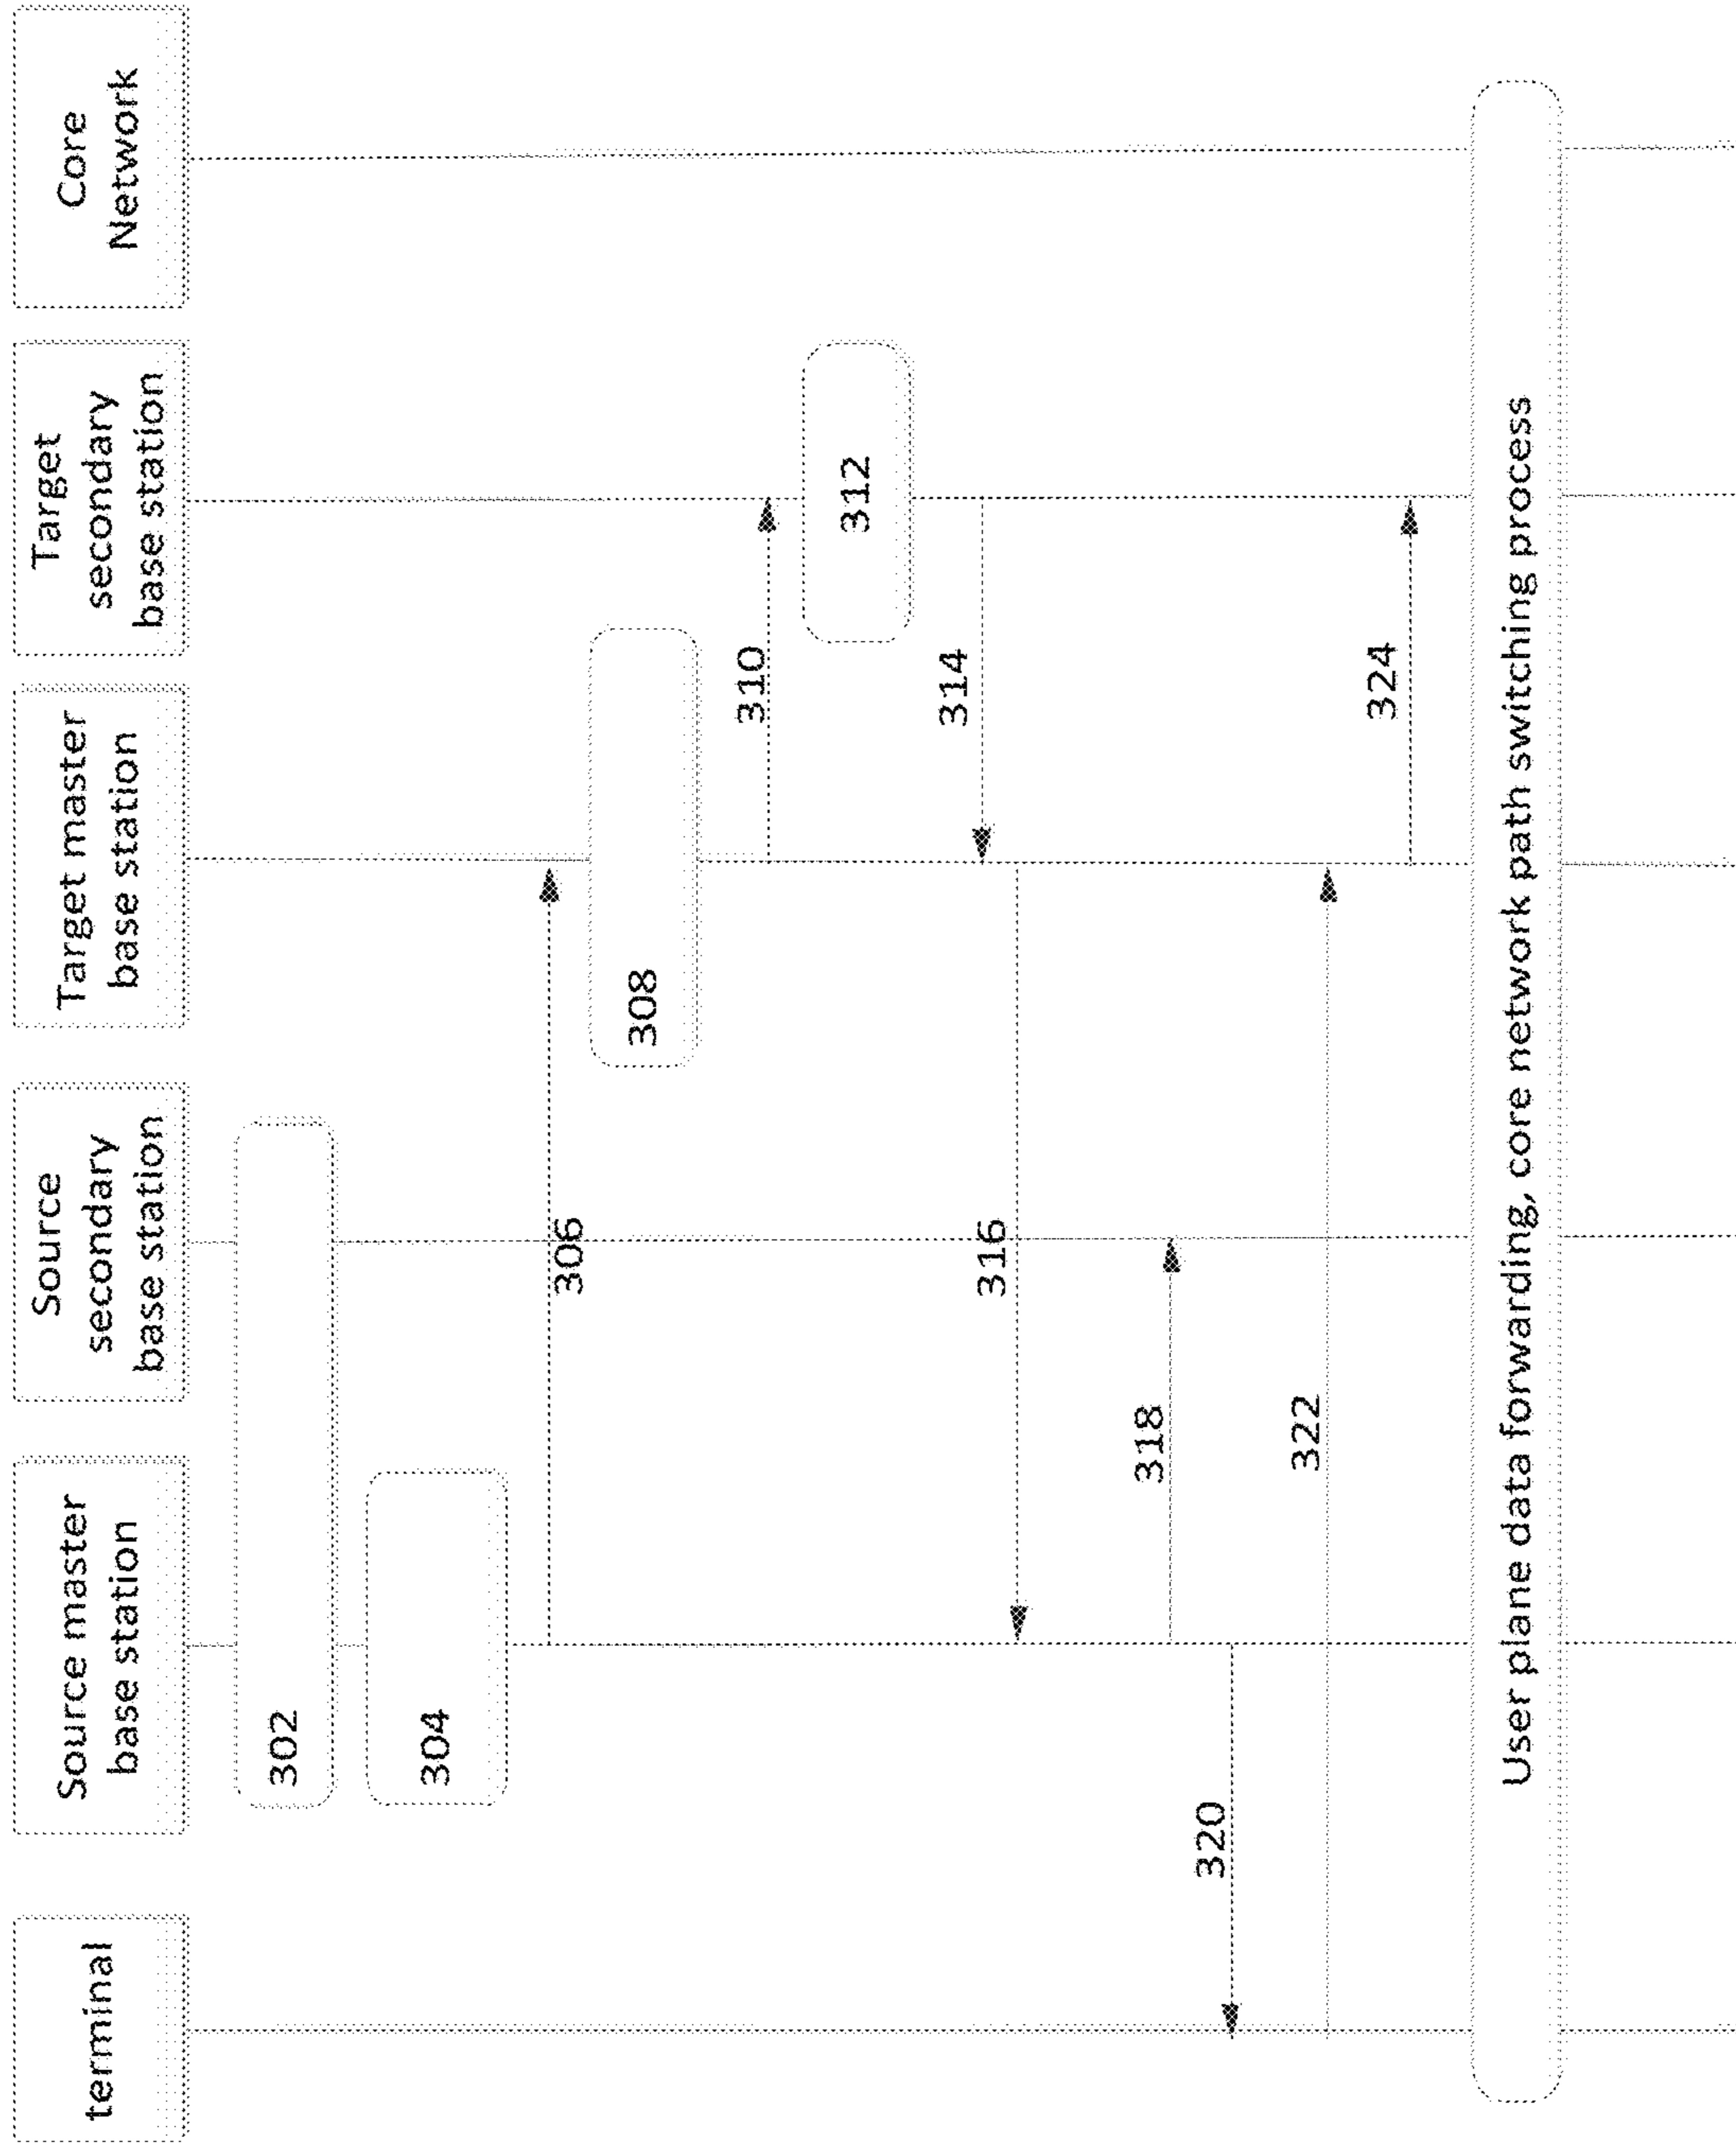 terminal
Source master
base station
Source
secondary
base station
Target master
base station
Target
secondary
base station
Core
Network
302
304
306
308
310
312
314
316
318
320
322
324
User plane data forwarding, core network path switching process